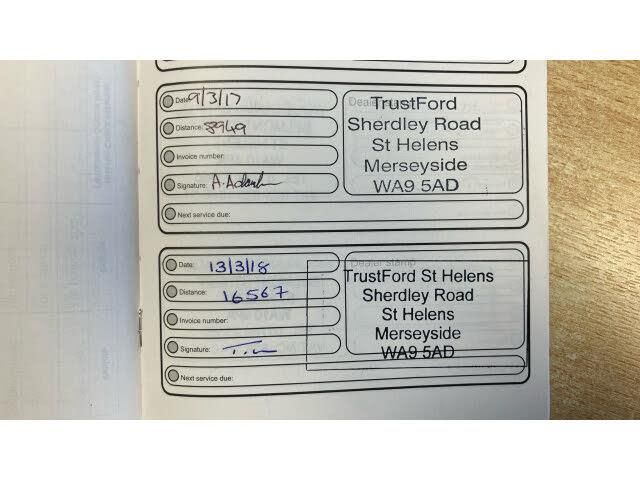 Date: 9/3/17
Distance: 8949
Invoice number:
Signature:
Next service due:
Dealer stamp
TrustFord
Sherdley Road
St Helens
Merseyside
WA9 5AD
Date: 13/3/18
Distance: 16567
Invoice number:
Signature:
Next service due:
Dealer stamp
TrustFord St Helens
Sherdley Road
St Helens
Merseyside
WA9 5AD